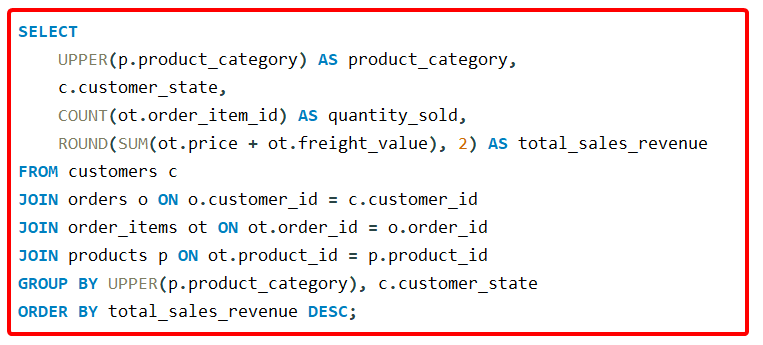 SELECT
UPPER(p.product_category) AS product_category,
c.customer_state,
COUNT(ot.order_item_id) AS quantity_sold,
ROUND(SUM(ot.price + ot.freight_value), 2) AS total_sales_revenue
FROM customers c
JOIN orders o ON o.customer_id = c.customer_id
JOIN order_items ot ON ot.order_id = o.order_id
JOIN products p ON ot.product_id = p.product_id
GROUP BY UPPER(p.product_category), c.customer_state
ORDER BY total_sales_revenue DESC;